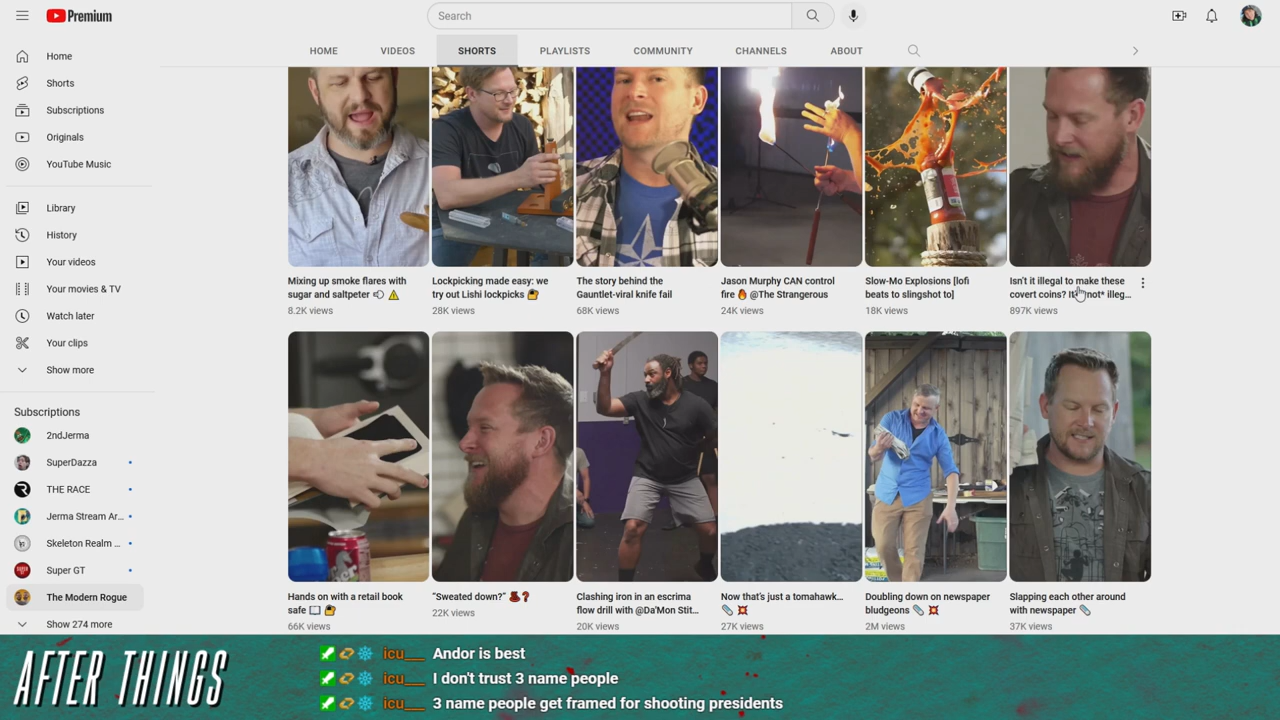 Premium
Search
HOME
VIDEOS
SHORTS
PLAYLISTS
COMMUNITY
CHANNELS
ABOUT
Home
Shorts
Subscriptions
Originals
YouTube Music
Library
History
Your videos
Your movies & TV
Watch later
Your clips
Show more
Subscriptions
2ndJerma
SuperDazza
THE RACE
Jerma Stream Ar...
Skeleton Realm ...
Super GT
The Modern Rogue
Show 274 more
Mixing up smoke flares with
sugar and saltpeter
8.2K views
Lockpicking made easy: we
try out Lishi lockpicks
28K views
The story behind the
Gauntlet-viral knife fail
68K views
Jason Murphy CAN control
fire 🔥 @The Strangerous
24K views
Slow-Mo Explosions [lofi
beats to slingshot to]
18K views
Isn't it illegal to make these
covert coins? not* illeg...
897K views
Hands on with a retail book
safe
66K views
"Sweated down?"
22K views
Clashing iron in an escrima
flow drill with @Da'Mon Stit...
20K views
Now that's just a tomahawk...
27K views
Doubling down on newspaper
bludgeons
2M views
Slapping each other around
with newspaper
37K views
AFTER THINGS
icu___ Andor is best
icu___ I don't trust 3 name people
icu___ 3 name people get framed for shooting presidents